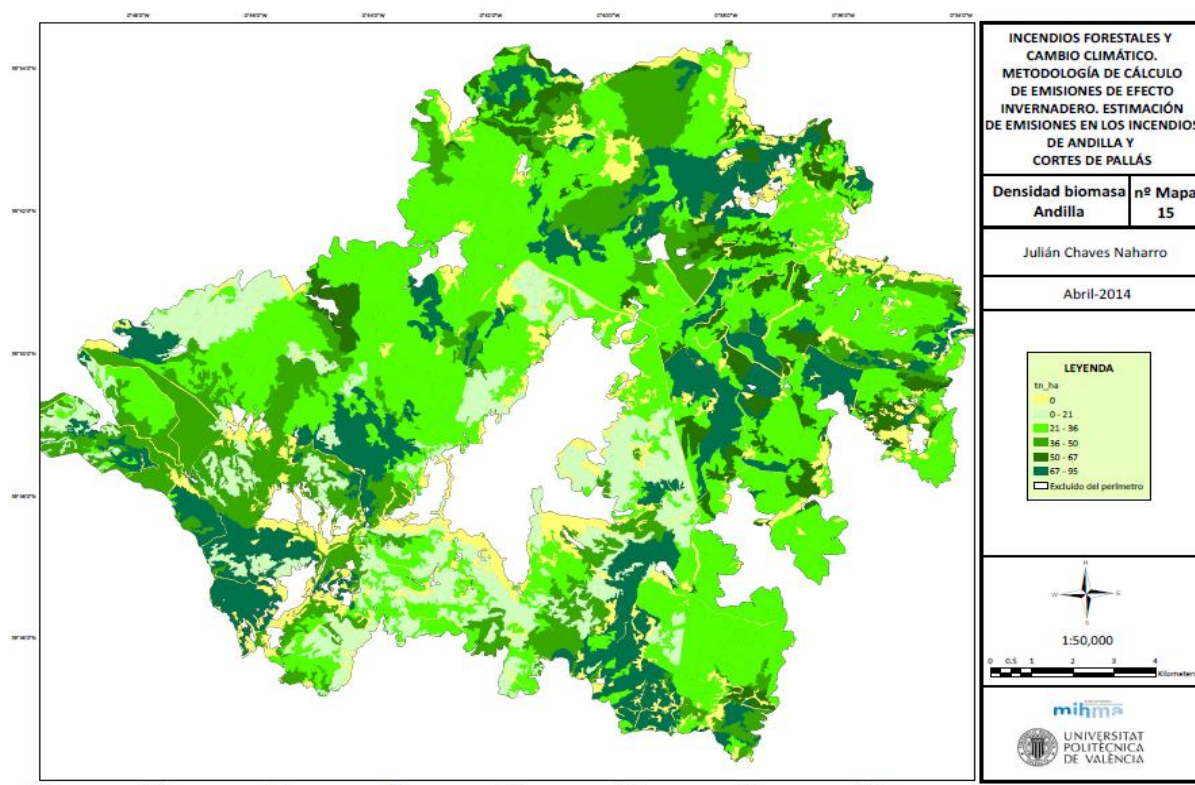 INCENDIOS FORESTALES Y
CAMBIO CLIMÁTICO.
METODOLOGÍA DE CÁLCULO
DE EMISIONES DE EFECTO
INVERNADERO. ESTIMACIÓN
DE EMISIONES EN LOS INCENDIOS
DE ANDILLA Y
CORTES DE PALLÁS
Densidad biomasa
Andilla
nº Mapa
15
Julián Chaves Naharro
Abril-2014
LEYENDA
tn_ha
0
0 - 21
21 - 36
36 - 50
50 - 67
67 - 95
Excluido del perímetro
N
W
E
S
1:50,000
0 0.5 1 2 3 4
Kilometers
mihma
UNIVERSITAT
POLITÈCNICA
DE VALÈNCIA